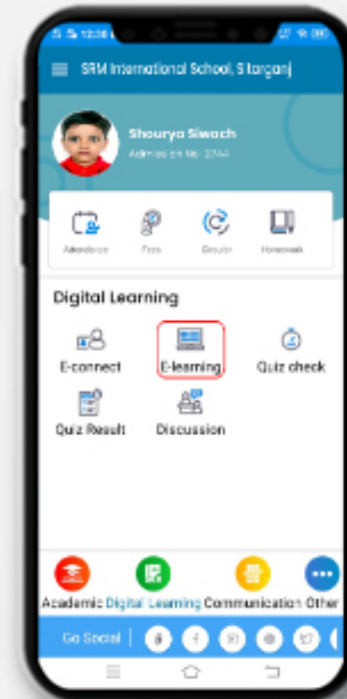 SRM International School, Sitarganj
Shourya Siwach
Admission No: 2744
Attendance Fees Circular Homework
Digital Learning
E-connect E-learning Quiz check
Quiz Result Discussion
Academic Digital Learning Communication Other
Go Social